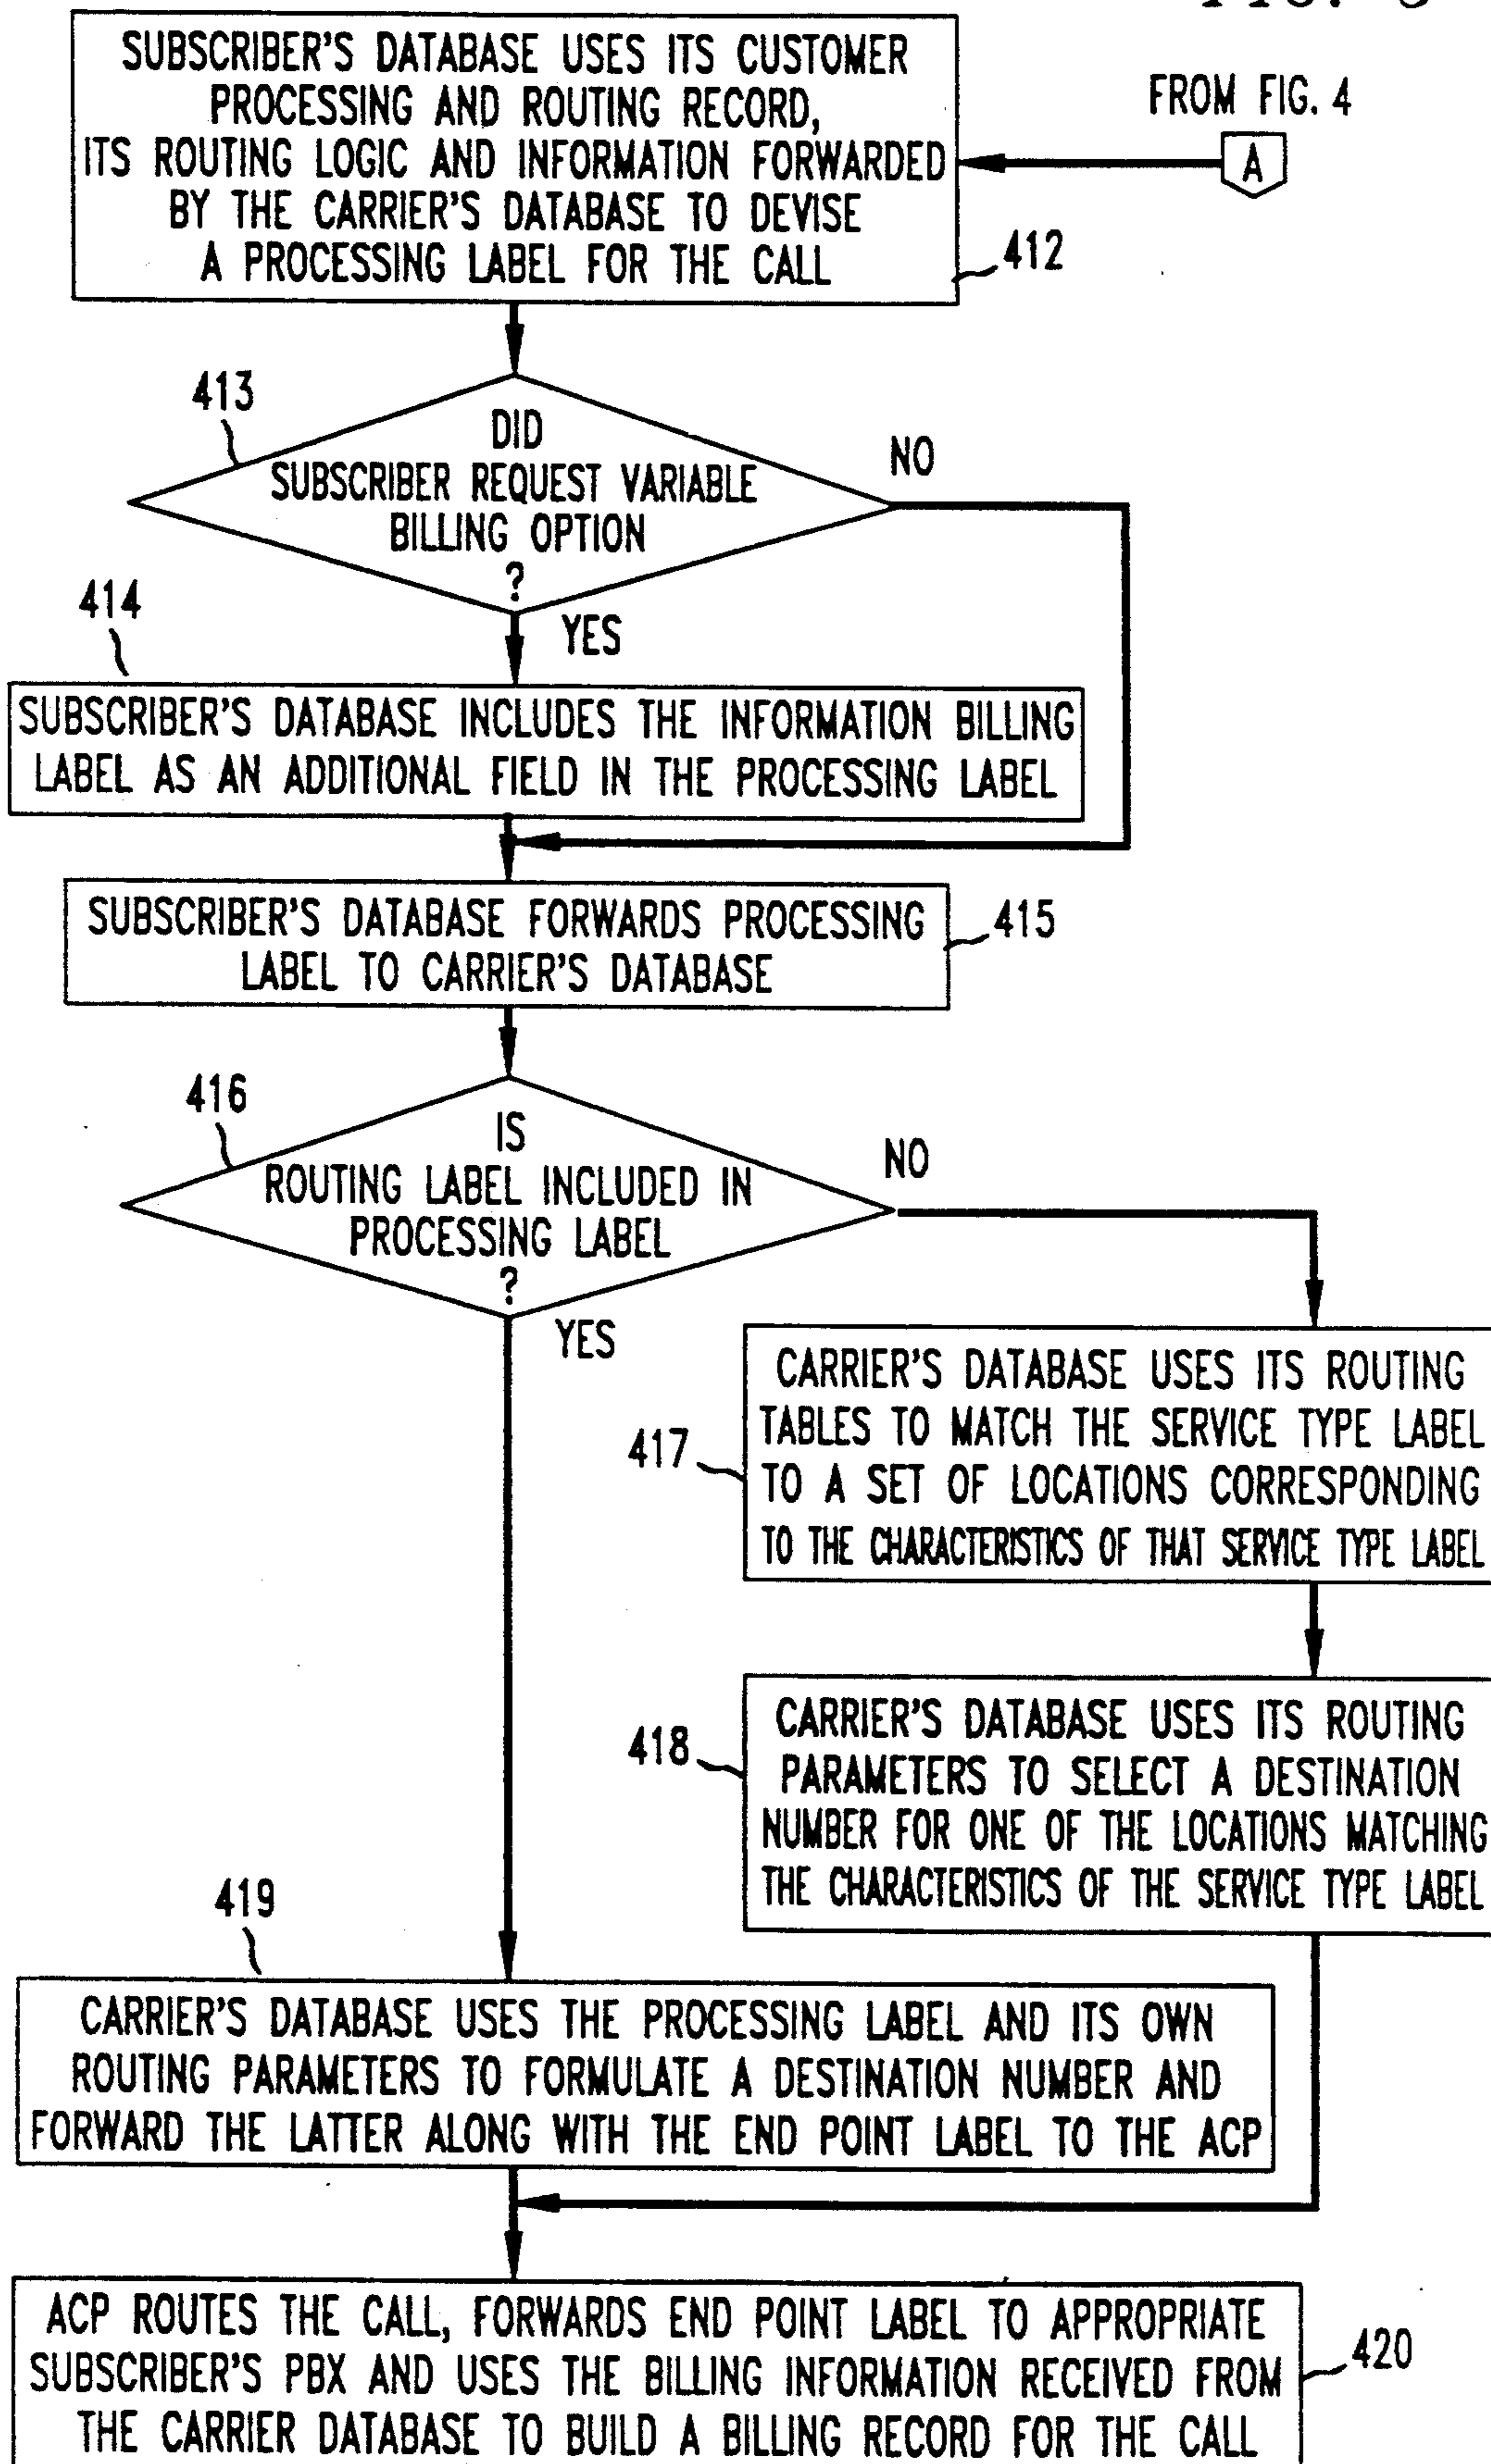 SUBSCRIBER'S DATABASE USES ITS CUSTOMER
PROCESSING AND ROUTING RECORD,
ITS ROUTING LOGIC AND INFORMATION FORWARDED
BY THE CARRIER'S DATABASE TO DEVISE
A PROCESSING LABEL FOR THE CALL
FROM FIG. 4
A
412
413
DID
SUBSCRIBER REQUEST VARIABLE
BILLING OPTION
?
NO
YES
414
SUBSCRIBER'S DATABASE INCLUDES THE INFORMATION BILLING
LABEL AS AN ADDITIONAL FIELD IN THE PROCESSING LABEL
SUBSCRIBER'S DATABASE FORWARDS PROCESSING
LABEL TO CARRIER'S DATABASE
415
416
IS
ROUTING LABEL INCLUDED IN
PROCESSING LABEL
?
NO
YES
417
CARRIER'S DATABASE USES ITS ROUTING
TABLES TO MATCH THE SERVICE TYPE LABEL
TO A SET OF LOCATIONS CORRESPONDING
TO THE CHARACTERISTICS OF THAT SERVICE TYPE LABEL
418
CARRIER'S DATABASE USES ITS ROUTING
PARAMETERS TO SELECT A DESTINATION
NUMBER FOR ONE OF THE LOCATIONS MATCHING
THE CHARACTERISTICS OF THE SERVICE TYPE LABEL
419
CARRIER'S DATABASE USES THE PROCESSING LABEL AND ITS OWN
ROUTING PARAMETERS TO FORMULATE A DESTINATION NUMBER AND
FORWARD THE LATTER ALONG WITH THE END POINT LABEL TO THE ACP
ACP ROUTES THE CALL, FORWARDS END POINT LABEL TO APPROPRIATE
SUBSCRIBER'S PBX AND USES THE BILLING INFORMATION RECEIVED FROM
THE CARRIER DATABASE TO BUILD A BILLING RECORD FOR THE CALL
420